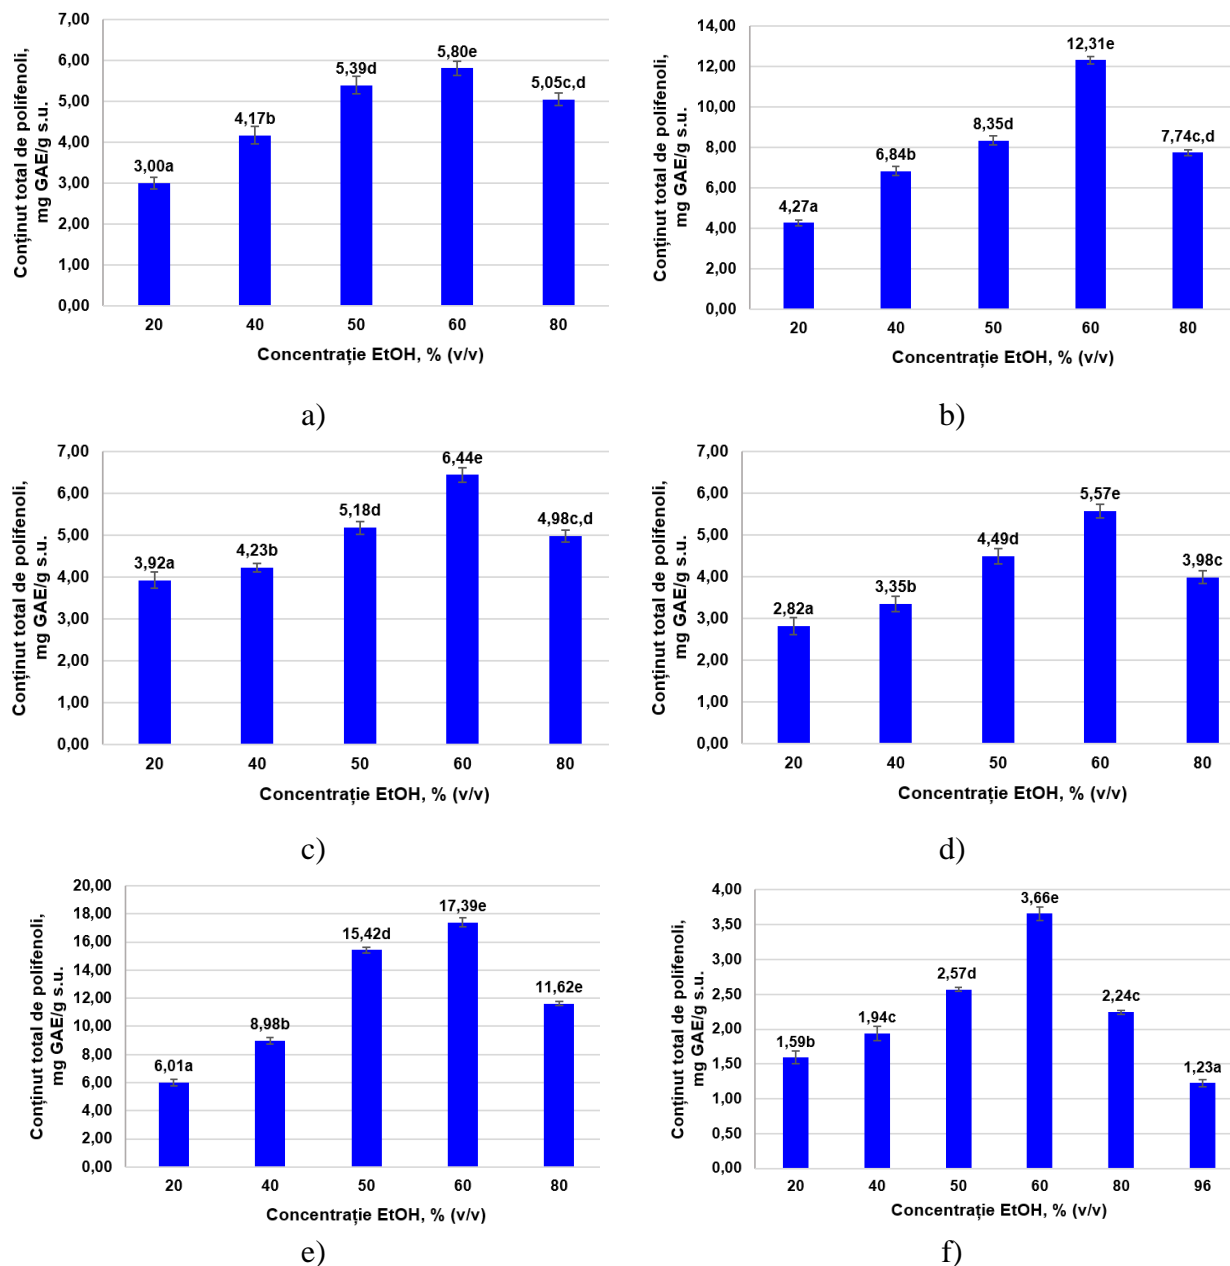 Conținut total de polifenoli,
mg GAE/g s.u.
7,00
6,00
5,00
4,00
3,00
2,00
1,00
0,00
3,00a
4,17b
5,39d
5,80e
5,05c,d
20 40 50 60 80
Concentrație EtOH, % (v/v)
a)
Conținut total de polifenoli,
mg GAE/g s.u.
14,00
12,00
10,00
8,00
6,00
4,00
2,00
0,00
4,27a
6,84b
8,35d
12,31e
7,74c,d
20 40 50 60 80
Concentrație EtOH, % (v/v)
b)
Conținut total de polifenoli,
mg GAE/g s.u.
7,00
6,00
5,00
4,00
3,00
2,00
1,00
0,00
3,92a
4,23b
5,18d
6,44e
4,98c,d
20 40 50 60 80
Concentrație EtOH, % (v/v)
c)
Conținut total de polifenoli,
mg GAE/g s.u.
7,00
6,00
5,00
4,00
3,00
2,00
1,00
0,00
2,82a
3,35b
4,49d
5,57e
3,98c
20 40 50 60 80
Concentrație EtOH, % (v/v)
d)
Conținut total de polifenoli,
mg GAE/g s.u.
20,00
18,00
16,00
14,00
12,00
10,00
8,00
6,00
4,00
2,00
0,00
6,01a
8,98b
15,42d
17,39e
11,62e
20 40 50 60 80
Concentrație EtOH, % (v/v)
e)
Conținut total de polifenoli,
mg GAE/g s.u.
4,00
3,50
3,00
2,50
2,00
1,50
1,00
0,50
0,00
1,59b
1,94c
2,57d
3,66e
2,24c
1,23a
20 40 50 60 80 96
Concentrație EtOH, % (v/v)
f)